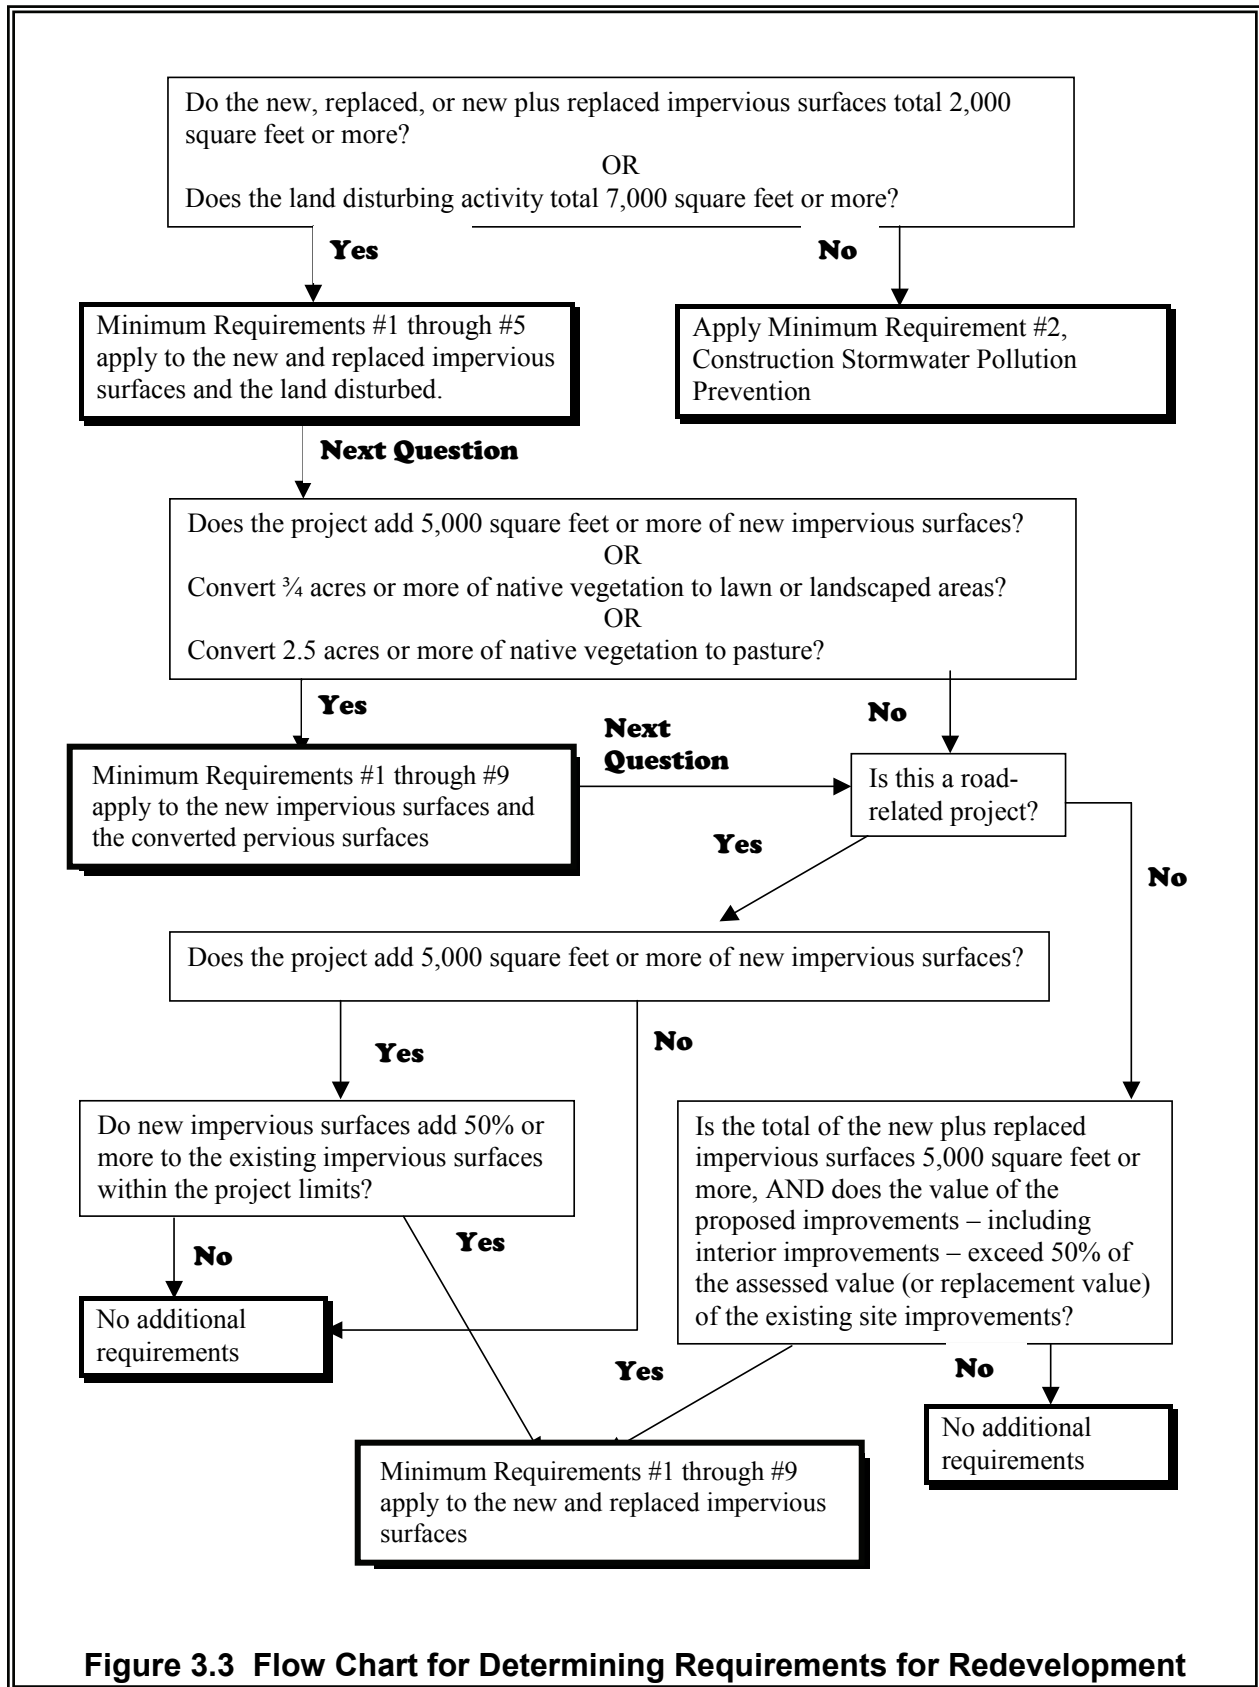 Do the new, replaced, or new plus replaced impervious surfaces total 2,000
square feet or more?
OR
Does the land disturbing activity total 7,000 square feet or more?
Yes
No
Minimum Requirements #1 through #5
apply to the new and replaced impervious
surfaces and the land disturbed.
Apply Minimum Requirement #2,
Construction Stormwater Pollution
Prevention
Next Question
Does the project add 5,000 square feet or more of new impervious surfaces?
OR
Convert ¾ acres or more of native vegetation to lawn or landscaped areas?
OR
Convert 2.5 acres or more of native vegetation to pasture?
Yes
No
Next
Question
Minimum Requirements #1 through #9
apply to the new impervious surfaces and
the converted pervious surfaces
Is this a road-
related project?
Yes
No
Does the project add 5,000 square feet or more of new impervious surfaces?
Yes
No
Do new impervious surfaces add 50% or
more to the existing impervious surfaces
within the project limits?
Is the total of the new plus replaced
impervious surfaces 5,000 square feet or
more, AND does the value of the
proposed improvements – including
interior improvements – exceed 50% of
the assessed value (or replacement value)
of the existing site improvements?
No
Yes
No additional
requirements
Yes
No
No additional
requirements
Minimum Requirements #1 through #9
apply to the new and replaced impervious
surfaces
Figure 3.3 Flow Chart for Determining Requirements for Redevelopment